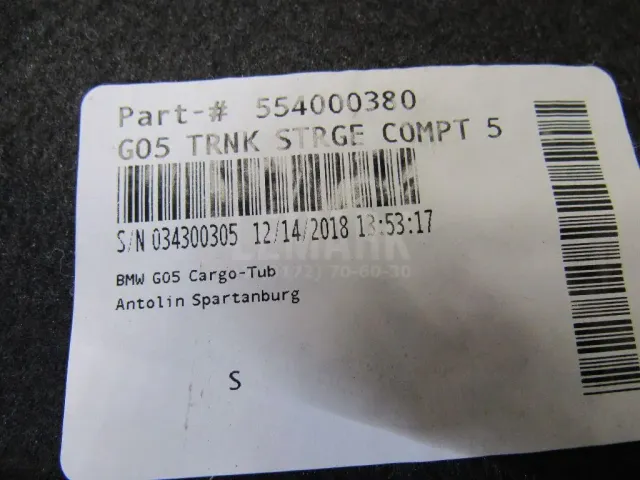 Part-# 554000380
G05 TRNK STRGE COMPT 5
S/N 034300305 12/14/2018 13:53:17
BMW G05 Cargo-Tub
Antolin Spartanburg
S